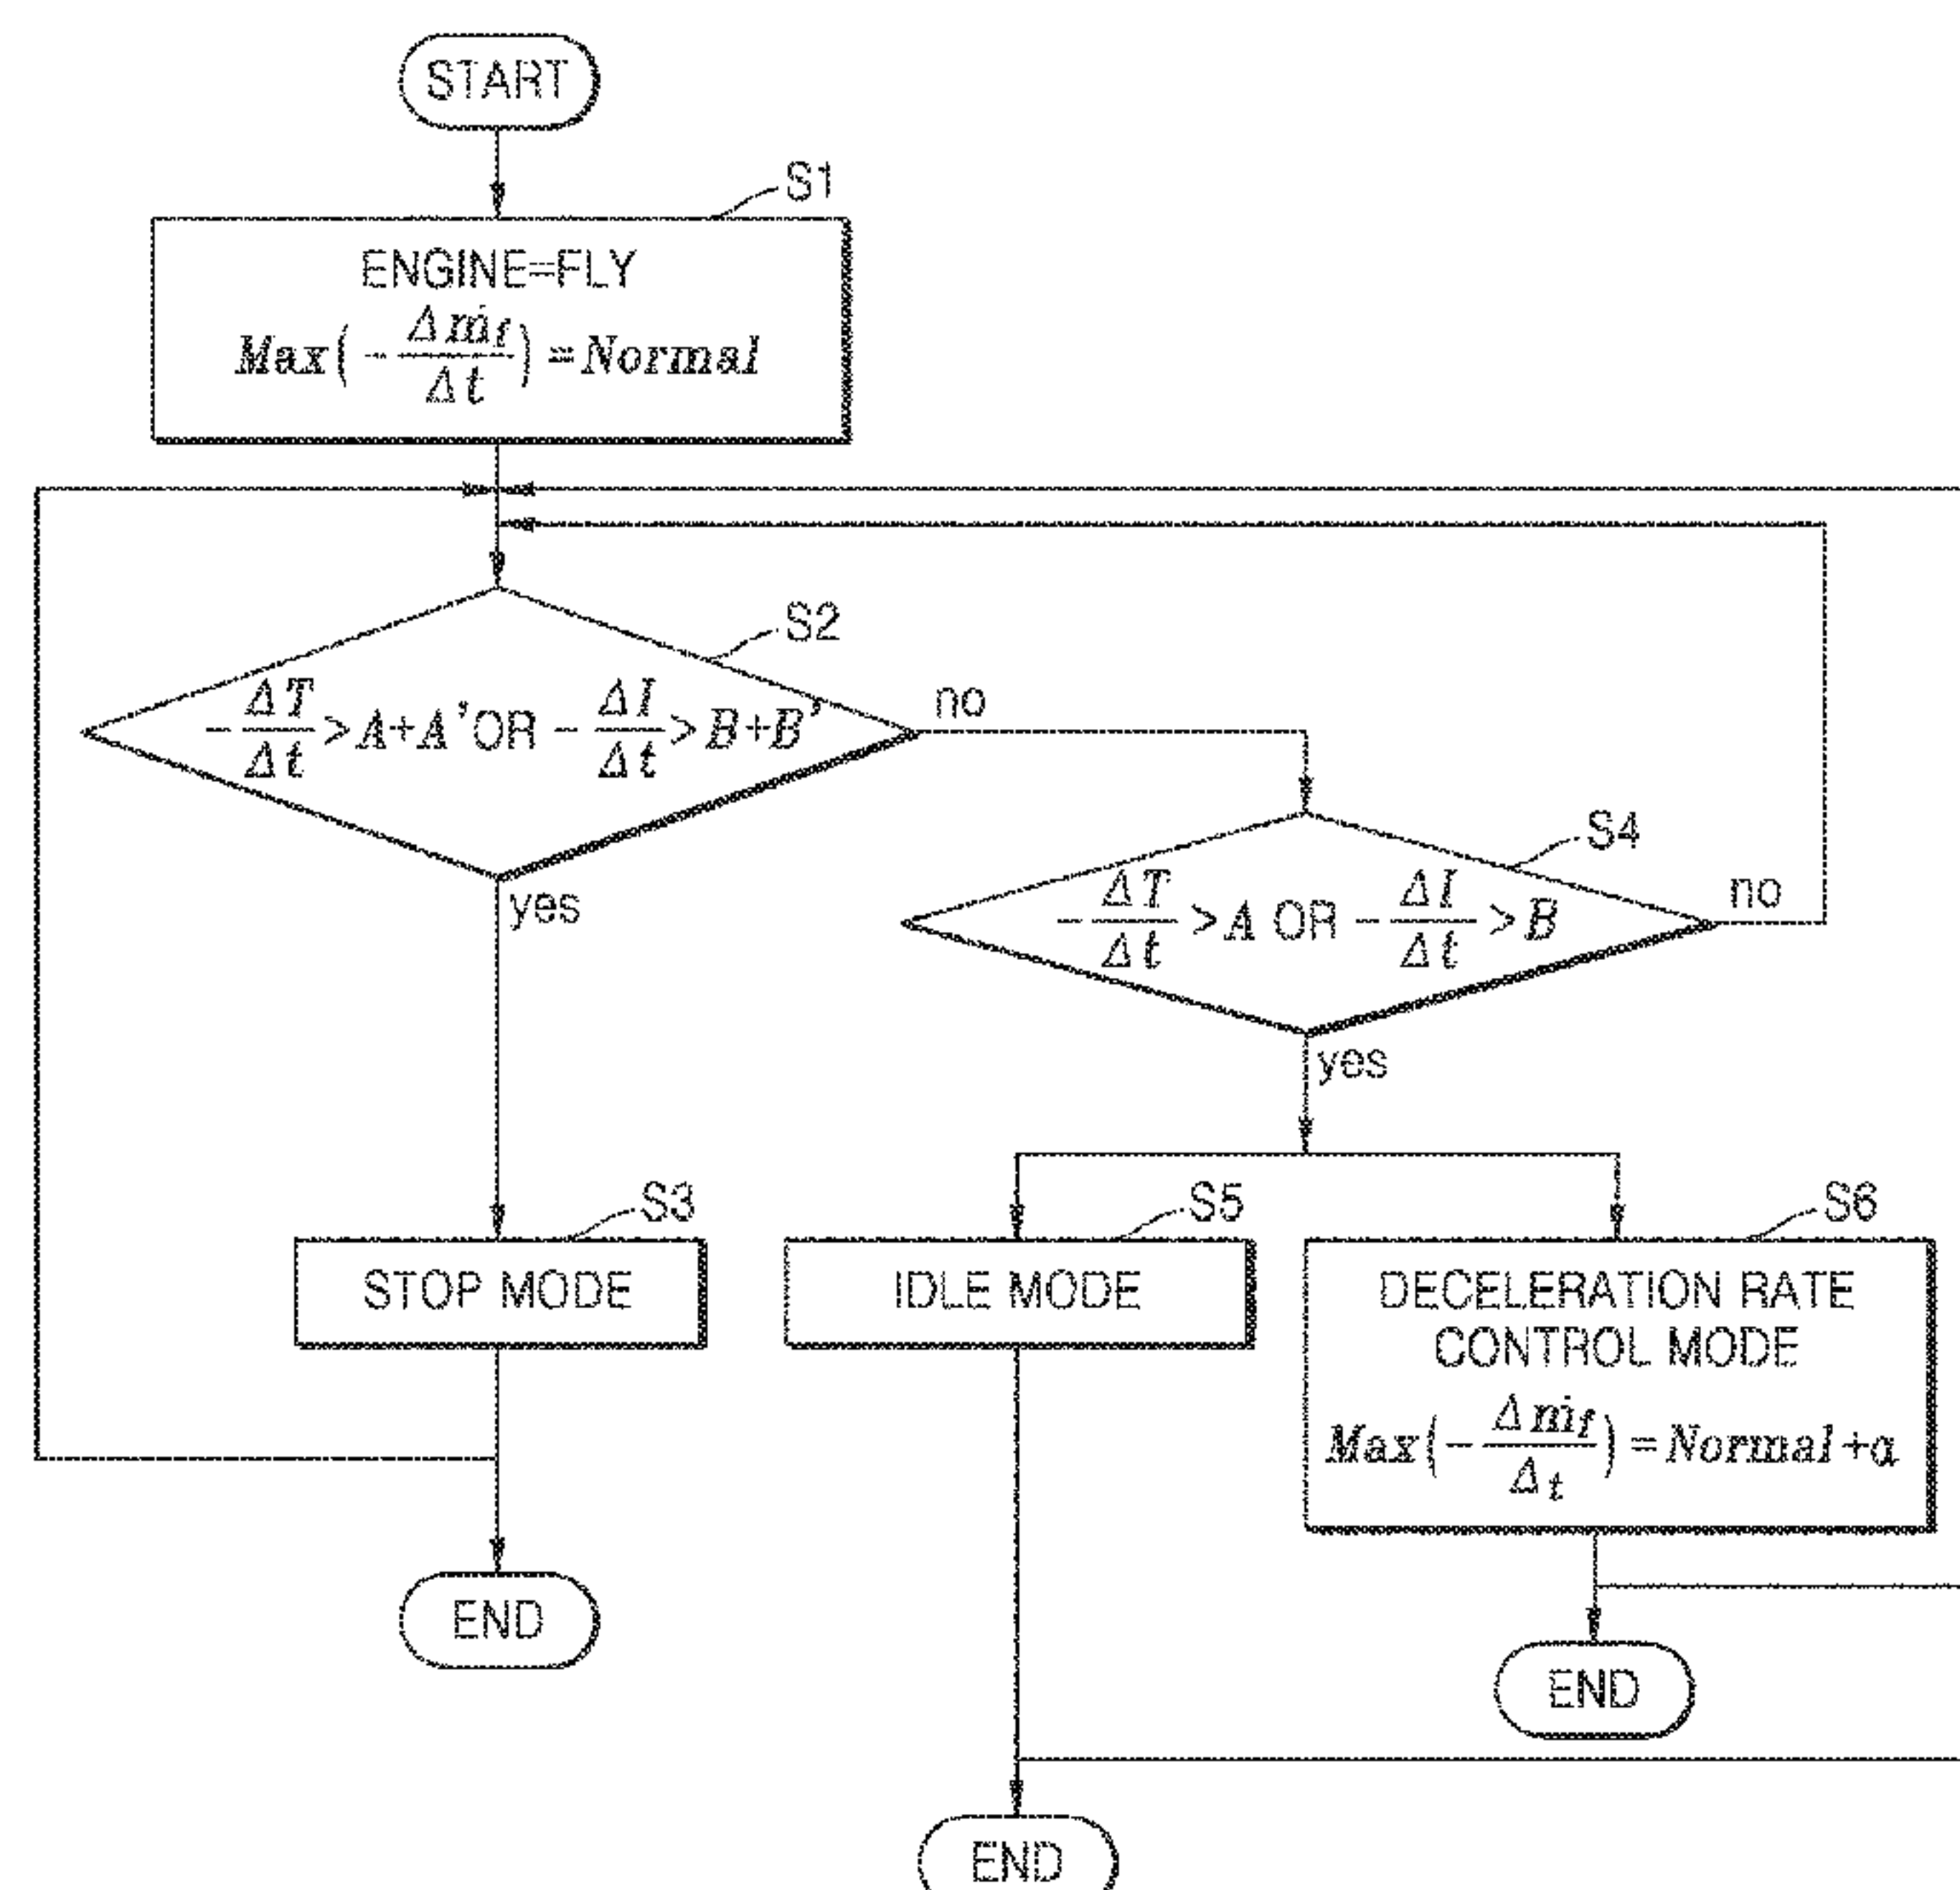 START
S1
ENGINE=FLY
Max(-Δṁf/Δt)=Normal
S2
-ΔT/Δt>A+A' OR -ΔI/Δt>B+B'
no
yes
S4
-ΔT/Δt>A OR -ΔI/Δt>B
no
yes
S3
STOP MODE
S5
IDLE MODE
S6
DECELERATION RATE
CONTROL MODE
Max(-Δṁf/Δt)=Normal+α
END
END
END